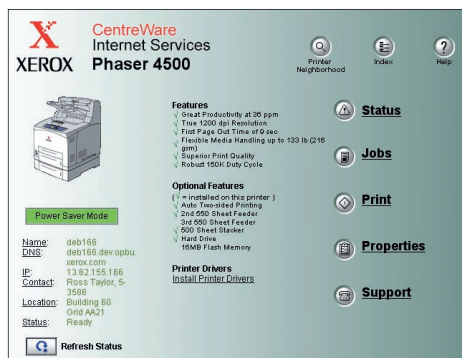 X
XEROX
CentreWare
Internet Services
Phaser 4500
Printer
Neighborhood
Index
?
Help
Features
√ Great Productivity at 36 ppm
√ True 1200 dpi Resolution
√ First Page Out Time of 9 sec
√ Flexible Media Handling up to 133 lb (216
gsm)
√ Superior Print Quality
√ Robust 150K Duty Cycle
Optional Features
(√ = installed on this printer )
√ Auto Two-sided Printing
√ 2nd 550 Sheet Feeder
3rd 550 Sheet Feeder
√ 500 Sheet Stacker
√ Hard Drive
16MB Flash Memory
Printer Drivers
Install Printer Drivers
Power Saver Mode
Name: deb166
DNS: deb166.dev.opbu.
xerox.com
IP: 13.62.155.166
Contact: Ross Taylor, 5-
3586
Location: Building 60
Grid AA21
Status: Ready
Refresh Status
Status
Jobs
Print
Properties
Support